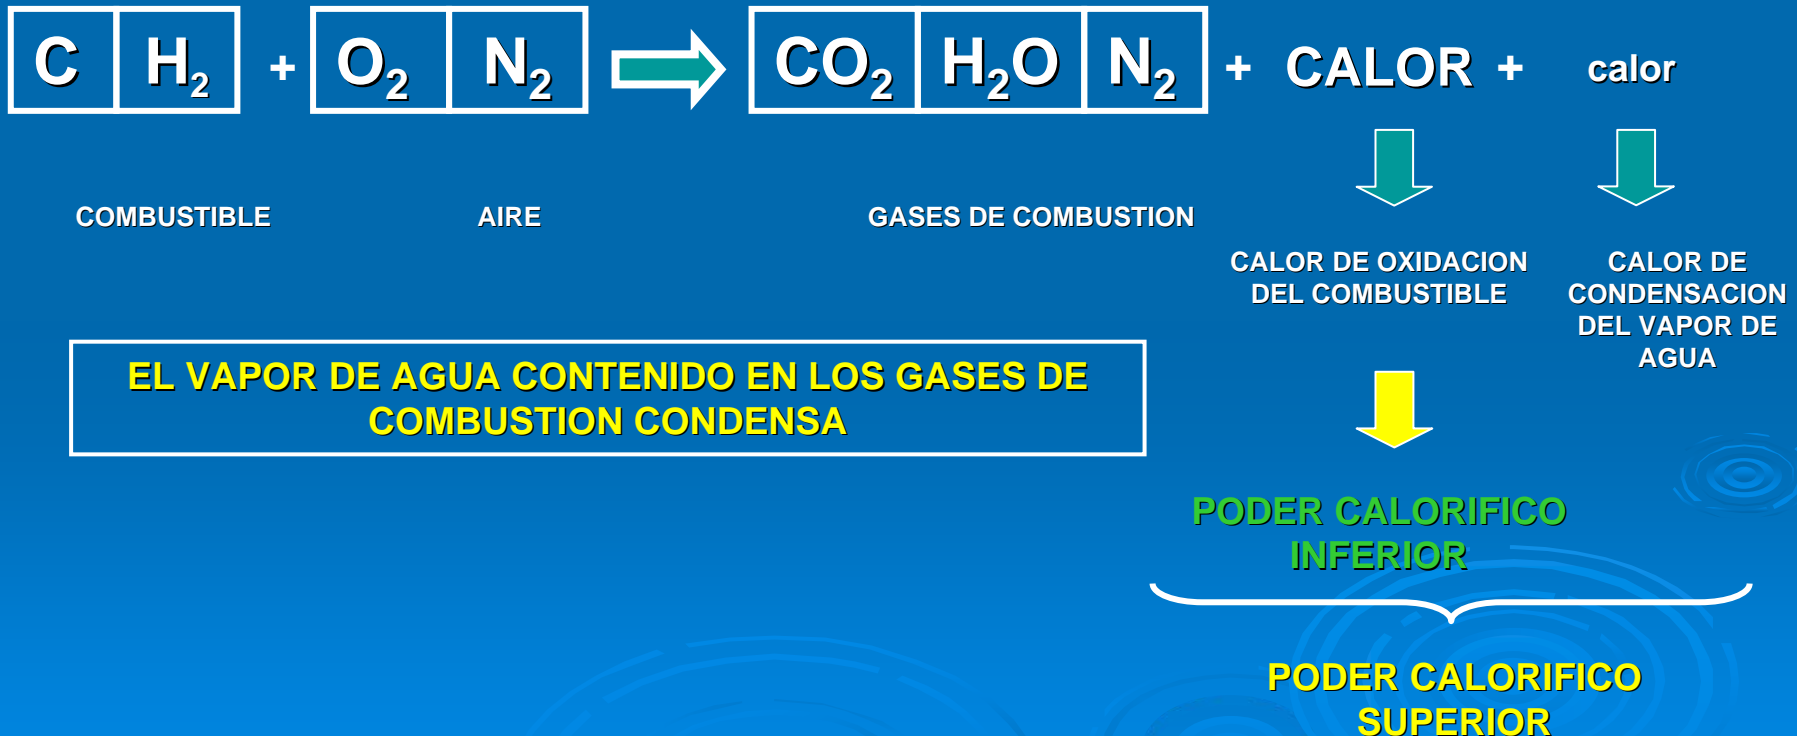 C H₂ + O₂ N₂ CO₂ H₂O N₂ + CALOR + calor
COMBUSTIBLE AIRE GASES DE COMBUSTION
CALOR DE OXIDACION
DEL COMBUSTIBLE
CALOR DE
CONDENSACION
DEL VAPOR DE
AGUA
EL VAPOR DE AGUA CONTENIDO EN LOS GASES DE
COMBUSTION CONDENSA
PODER CALORIFICO
INFERIOR
PODER CALORIFICO
SUPERIOR